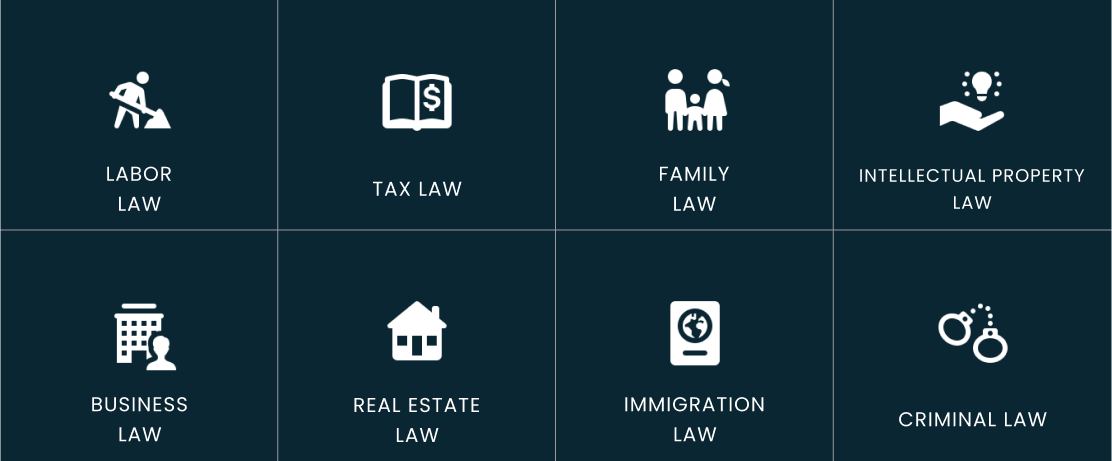 LABOR
LAW
TAX LAW
FAMILY
LAW
INTELLECTUAL PROPERTY
LAW
BUSINESS
LAW
REAL ESTATE
LAW
IMMIGRATION
LAW
CRIMINAL LAW